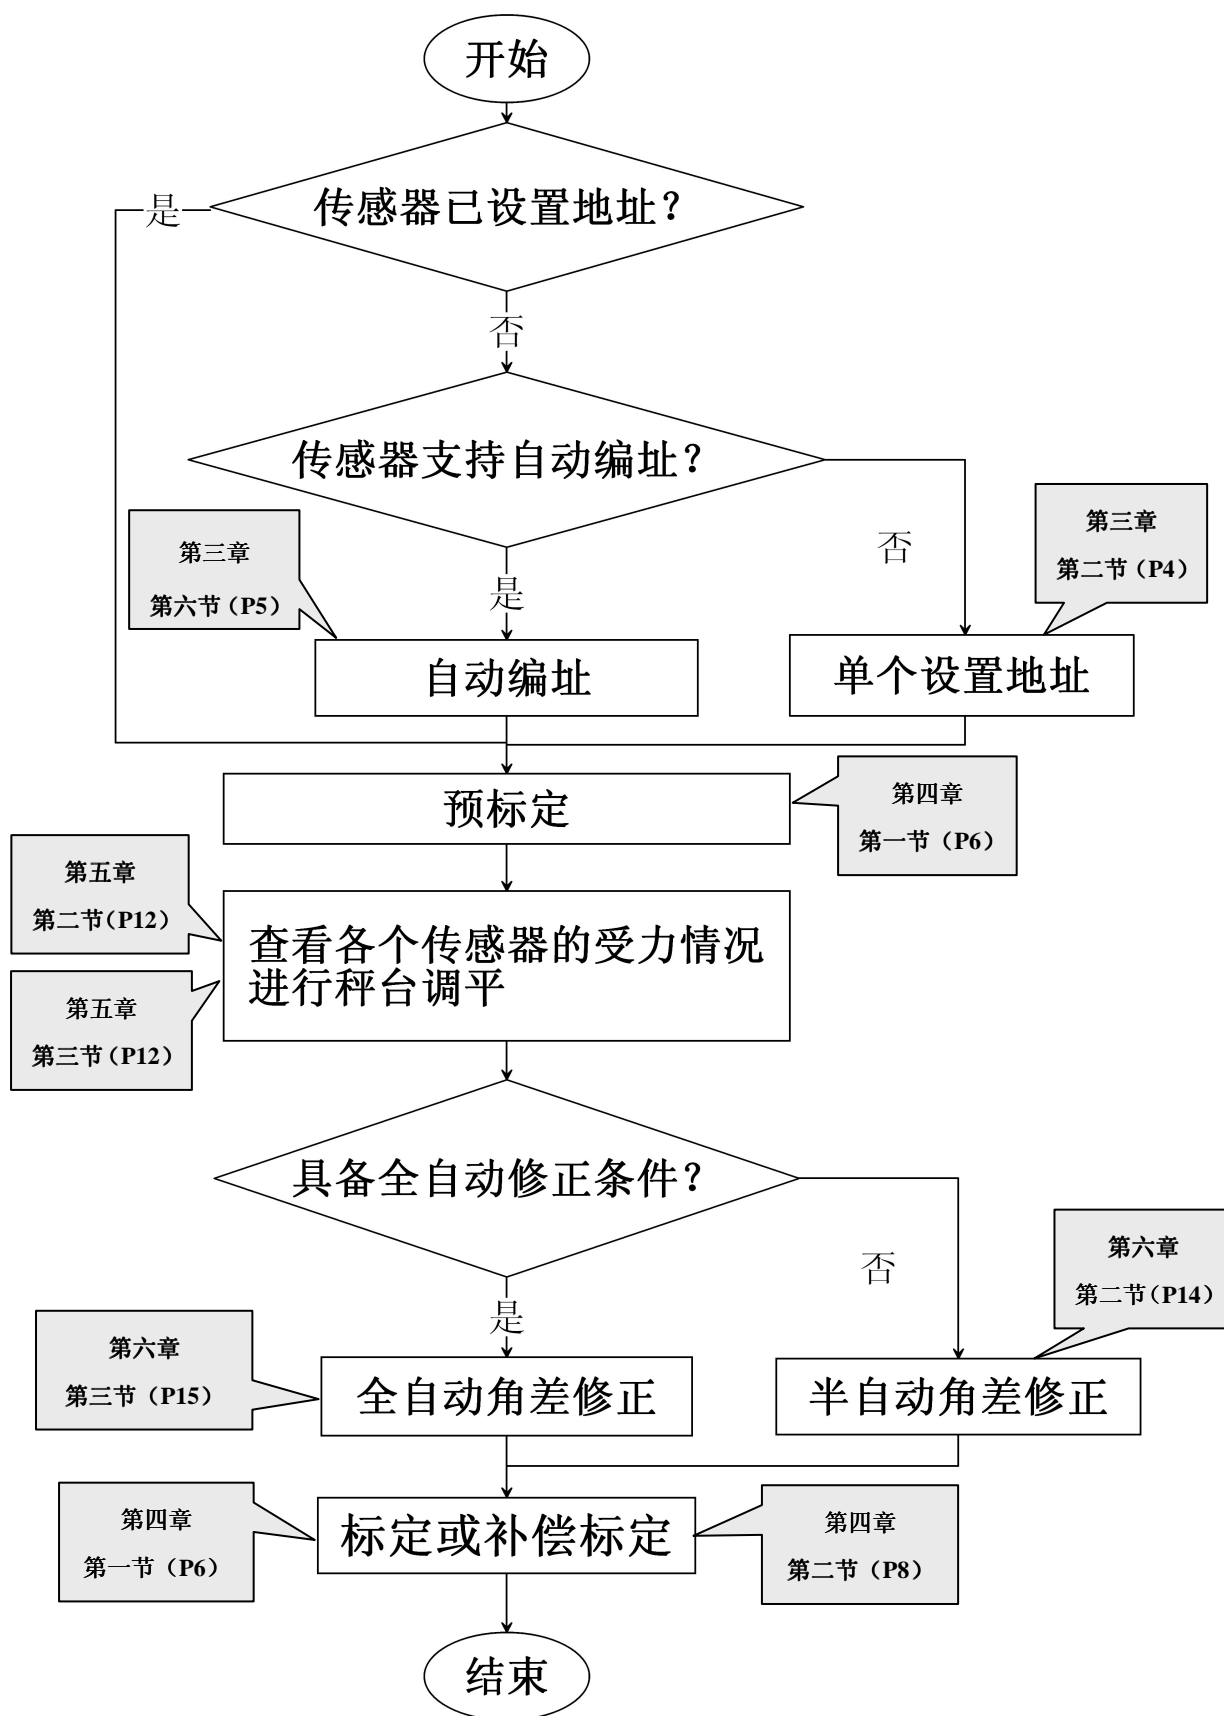 开始
传感器已设置地址？
是
否
传感器支持自动编址？
否
是
第三章
第六节（P5）
第三章
第二节（P4）
自动编址
单个设置地址
预标定
第四章
第一节（P6）
第五章
第二节（P12）
第五章
第三节（P12）
查看各个传感器的受力情况
进行秤台调平
具备全自动修正条件？
否
是
第六章
第二节（P14）
第六章
第三节（P15）
全自动角差修正
半自动角差修正
第四章
第一节（P6）
标定或补偿标定
第四章
第二节（P8）
结束